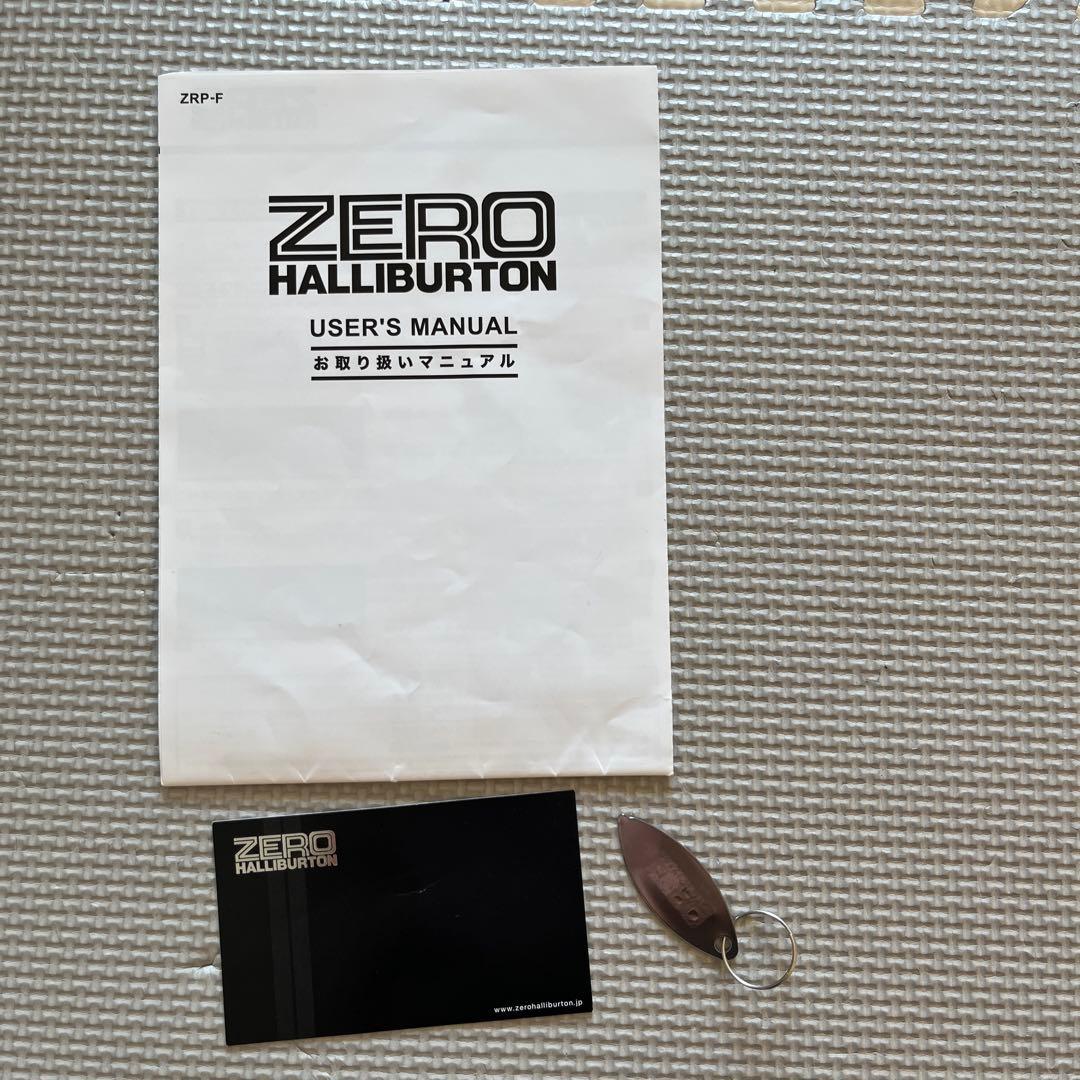 ZRP-F
ZERO
HALLIBURTON
USER'S MANUAL
お取り扱いマニュアル
ZERO
HALLIBURTON
www.zerohalliburton.jp